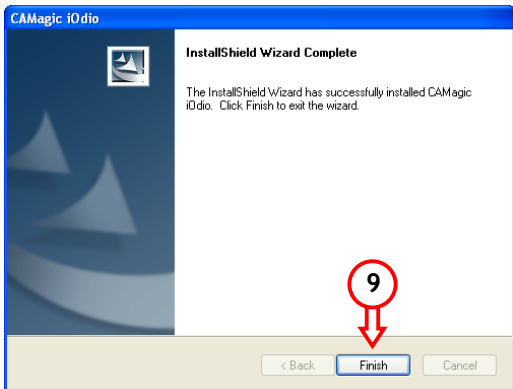 CAMagic iOdio
InstallShield Wizard Complete
The InstallShield Wizard has successfully installed CAMagic
iOdio. Click Finish to exit the wizard.
9
< Back
Finish
Cancel